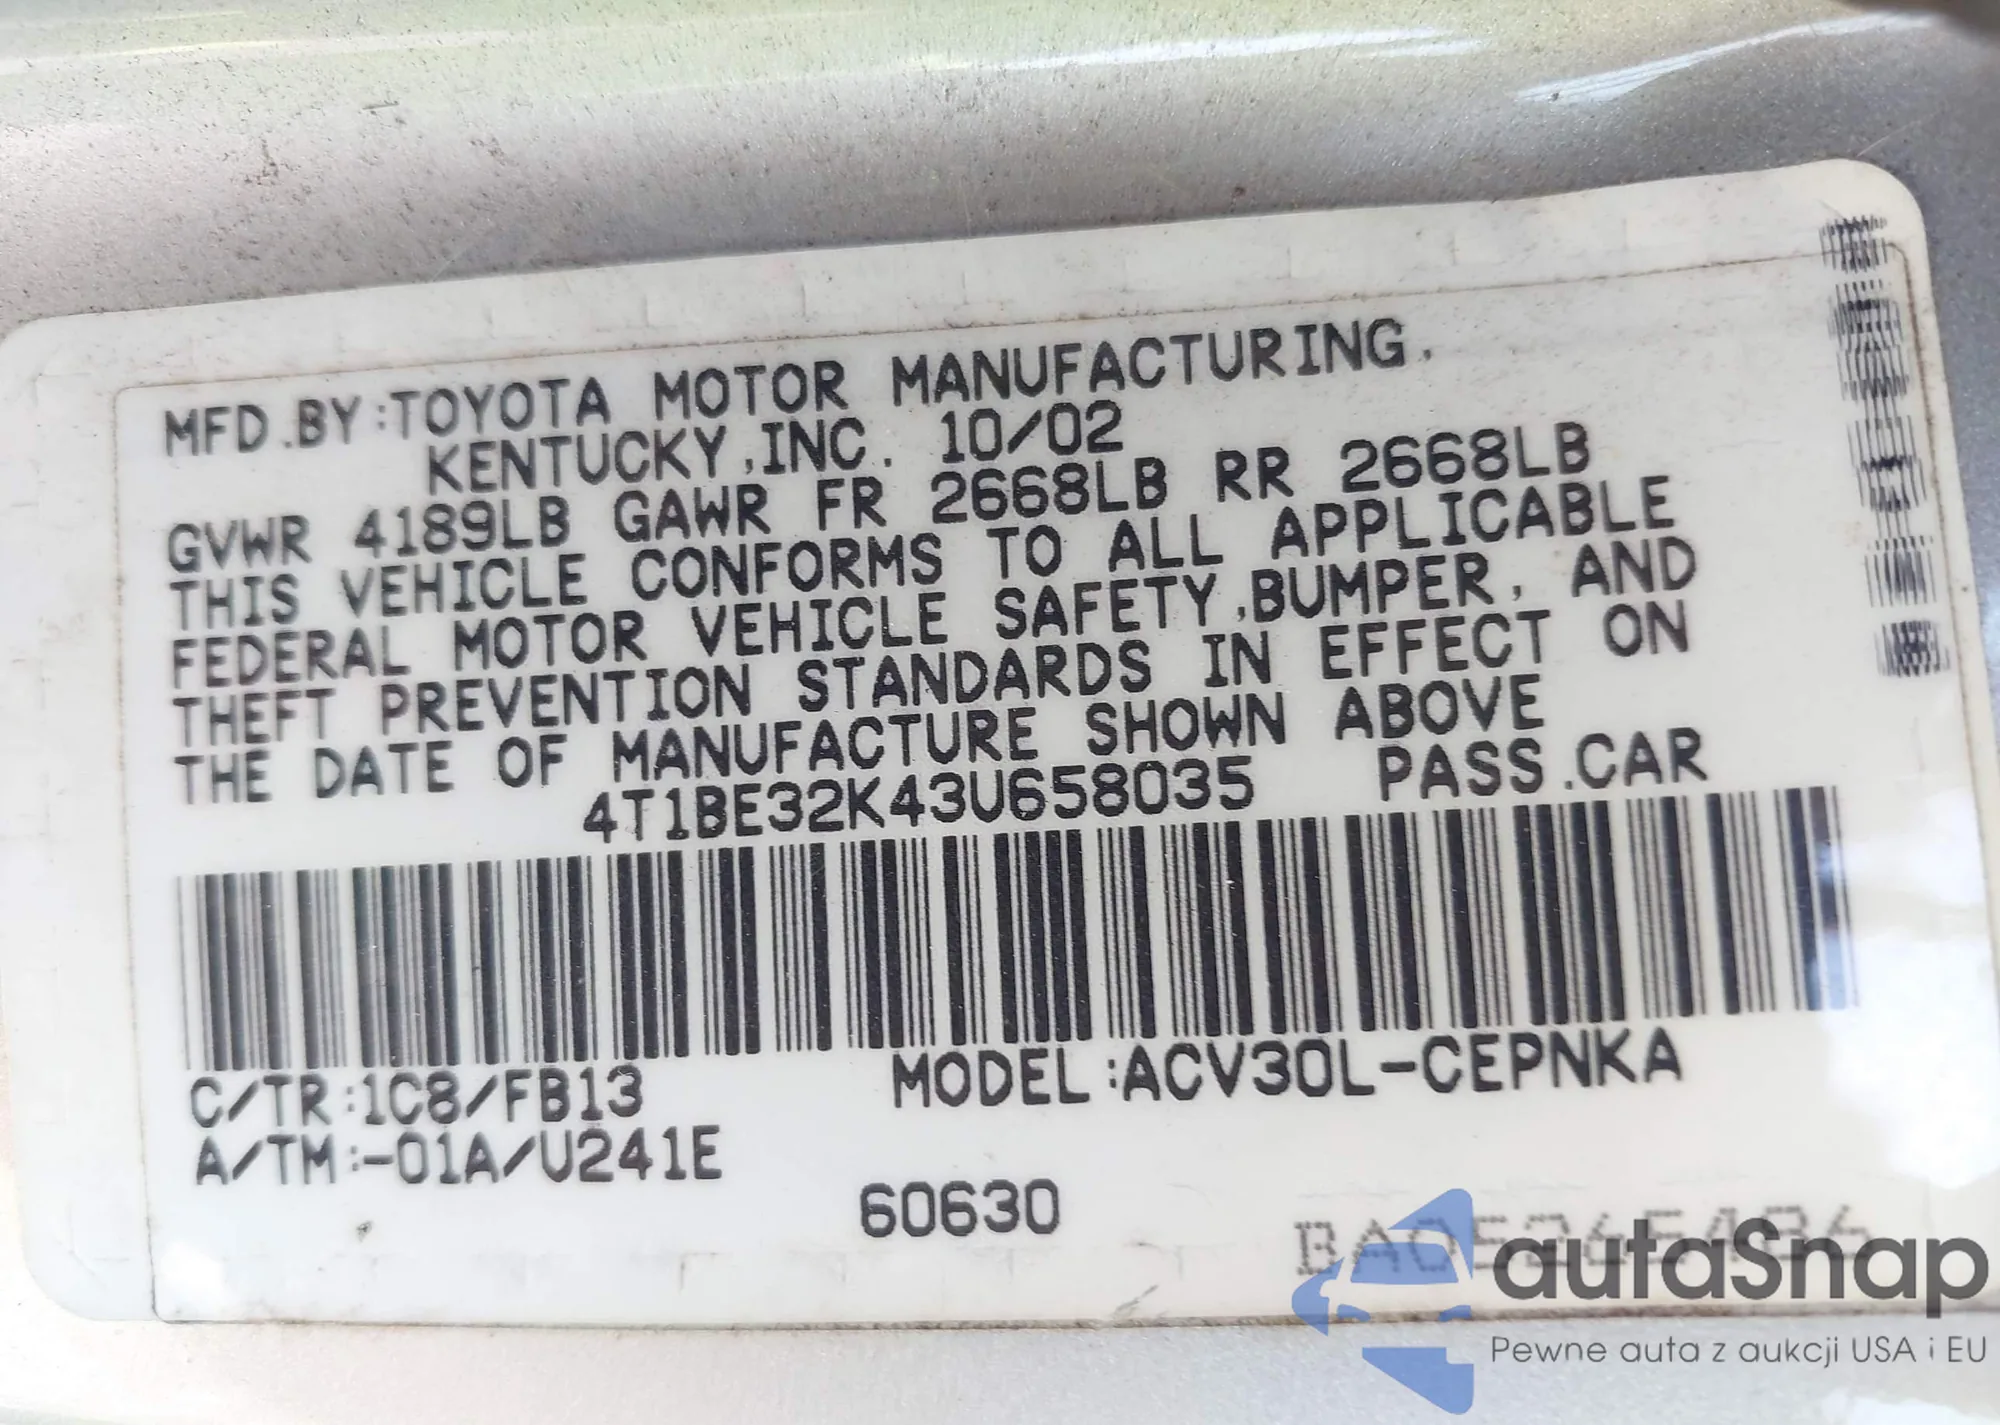 MFD.BY:TOYOTA MOTOR MANUFACTURING.
KENTUCKY,INC. 10/02
GVWR 4189LB GAWR FR 2668LB RR 2668LB
THIS VEHICLE CONFORMS TO ALL APPLICABLE
FEDERAL MOTOR VEHICLE SAFETY,BUMPER, AND
THEFT PREVENTION STANDARDS IN EFFECT ON
THE DATE OF MANUFACTURE SHOWN ABOVE
4T1BE32K43U658035 PASS.CAR
C/TR:1C8/FB13 MODEL:ACV30L-CEPNKA
A/TM:-01A/U241E
60630
autaSnap
Pewne auta z aukcji USA i EU